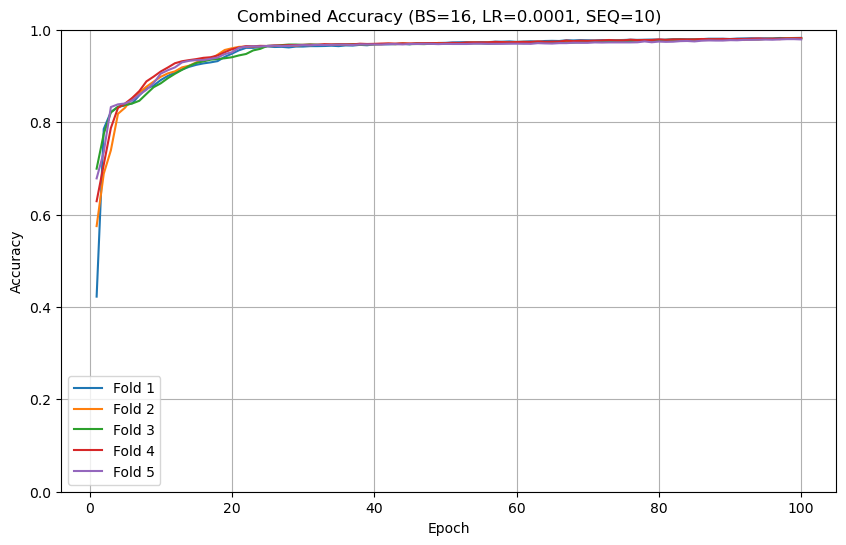 Combined Accuracy (BS=16, LR=0.0001, SEQ=10)
1.0
0.8
0.6
0.4
0.2
0.0
Accuracy
Fold 1
Fold 2
Fold 3
Fold 4
Fold 5
0 20 40 60 80 100
Epoch